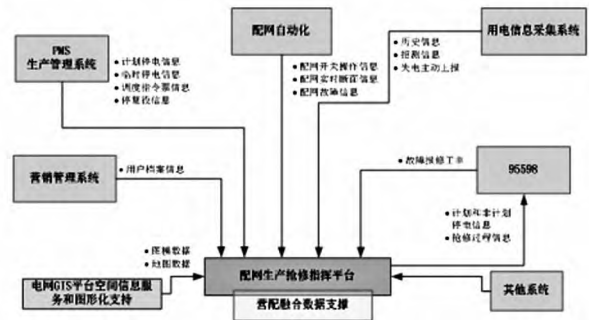 PMS
生产管理系统
配网自动化
用电信息采集系统
● 计划停电信息
● 临时停电信息
● 调度指令票信息
● 停复役信息
● 配网开关操作信息
● 配网实时断面信息
● 配网故障信息
● 历史信息
● 招测信息
● 失电主动上报
营销管理系统
● 用户档案信息
● 故障报修工单
95598
● 计划和非计划
停电信息
● 抢修过程信息
● 图模数据
● 地图数据
电网GIS平台空间信息服
务和图形化支持
配网生产抢修指挥平台
营配融合数据支撑
其他系统